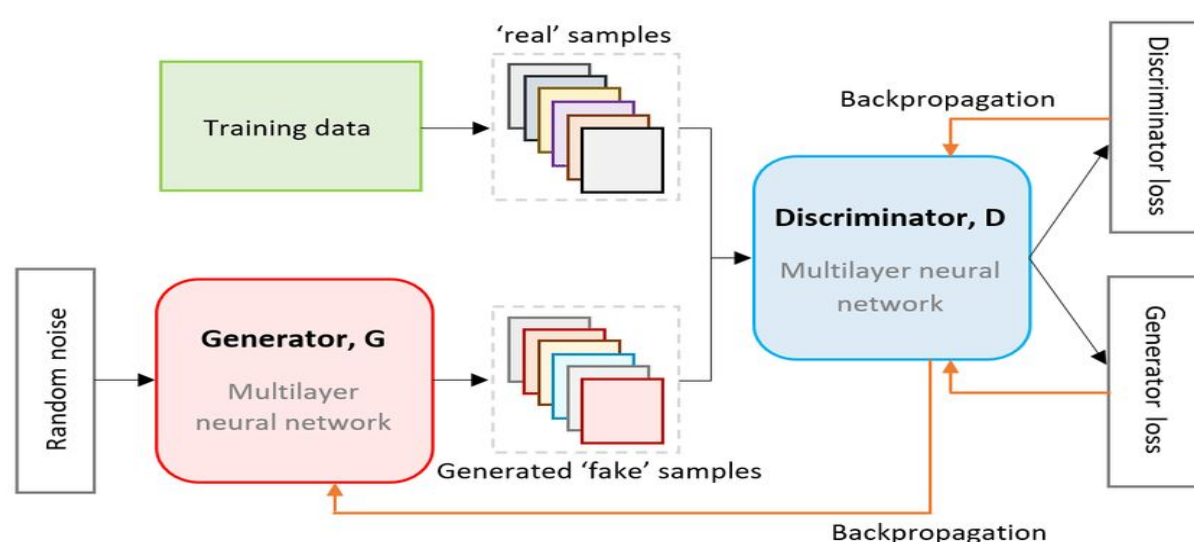 ‘real’ samples
Training data
Backpropagation
Discriminator loss
Discriminator, D
Multilayer neural
network
Random noise
Generator, G
Multilayer
neural network
Generated ‘fake’ samples
Generator loss
Backpropagation